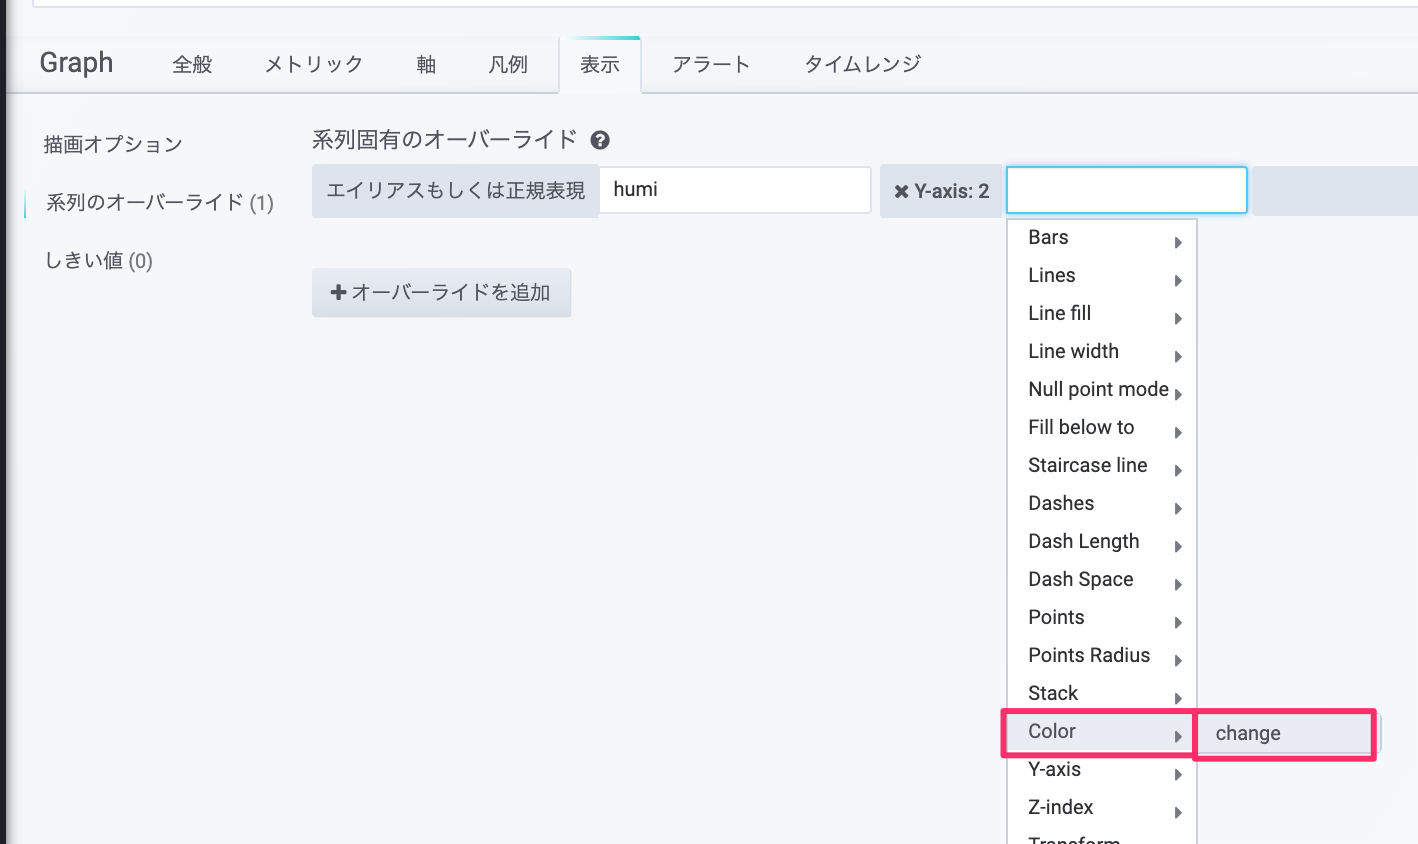 Graph 全般 メトリック 軸 凡例 表示 アラート タイムレンジ
描画オプション
系列のオーバーライド (1)
しきい値 (0)
系列固有のオーバーライド
エイリアスもしくは正規表現 humi ✖ Y-axis: 2
+ オーバーライドを追加
Bars
Lines
Line fill
Line width
Null point mode
Fill below to
Staircase line
Dashes
Dash Length
Dash Space
Points
Points Radius
Stack
Color change
Y-axis
Z-index
Transform